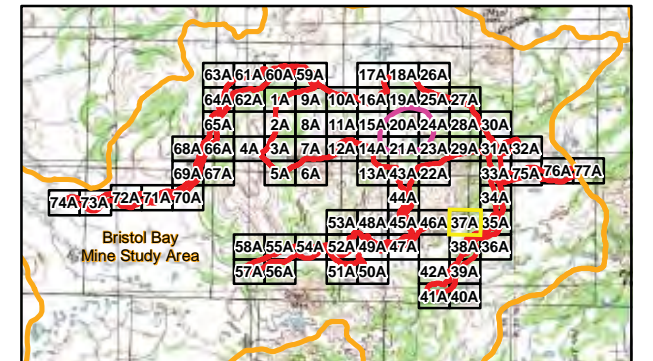 63A 61A 60A 59A 17A 18A 26A
64A 62A 1A 9A 10A 16A 19A 25A 27A
65A 2A 8A 11A 15A 20A 24A 28A 30A
68A 66A 4A 3A 7A 12A 14A 21A 23A 29A 31A 32A
69A 67A 5A 6A 13A 43A 22A 33A 75A 76A 77A
74A 73A 72A 71A 70A 44A 34A
53A 48A 45A 46A 37A 35A
Bristol Bay
Mine Study Area
58A 55A 54A 52A 49A 47A 38A 36A
57A 56A 51A 50A 42A 39A
41A 40A